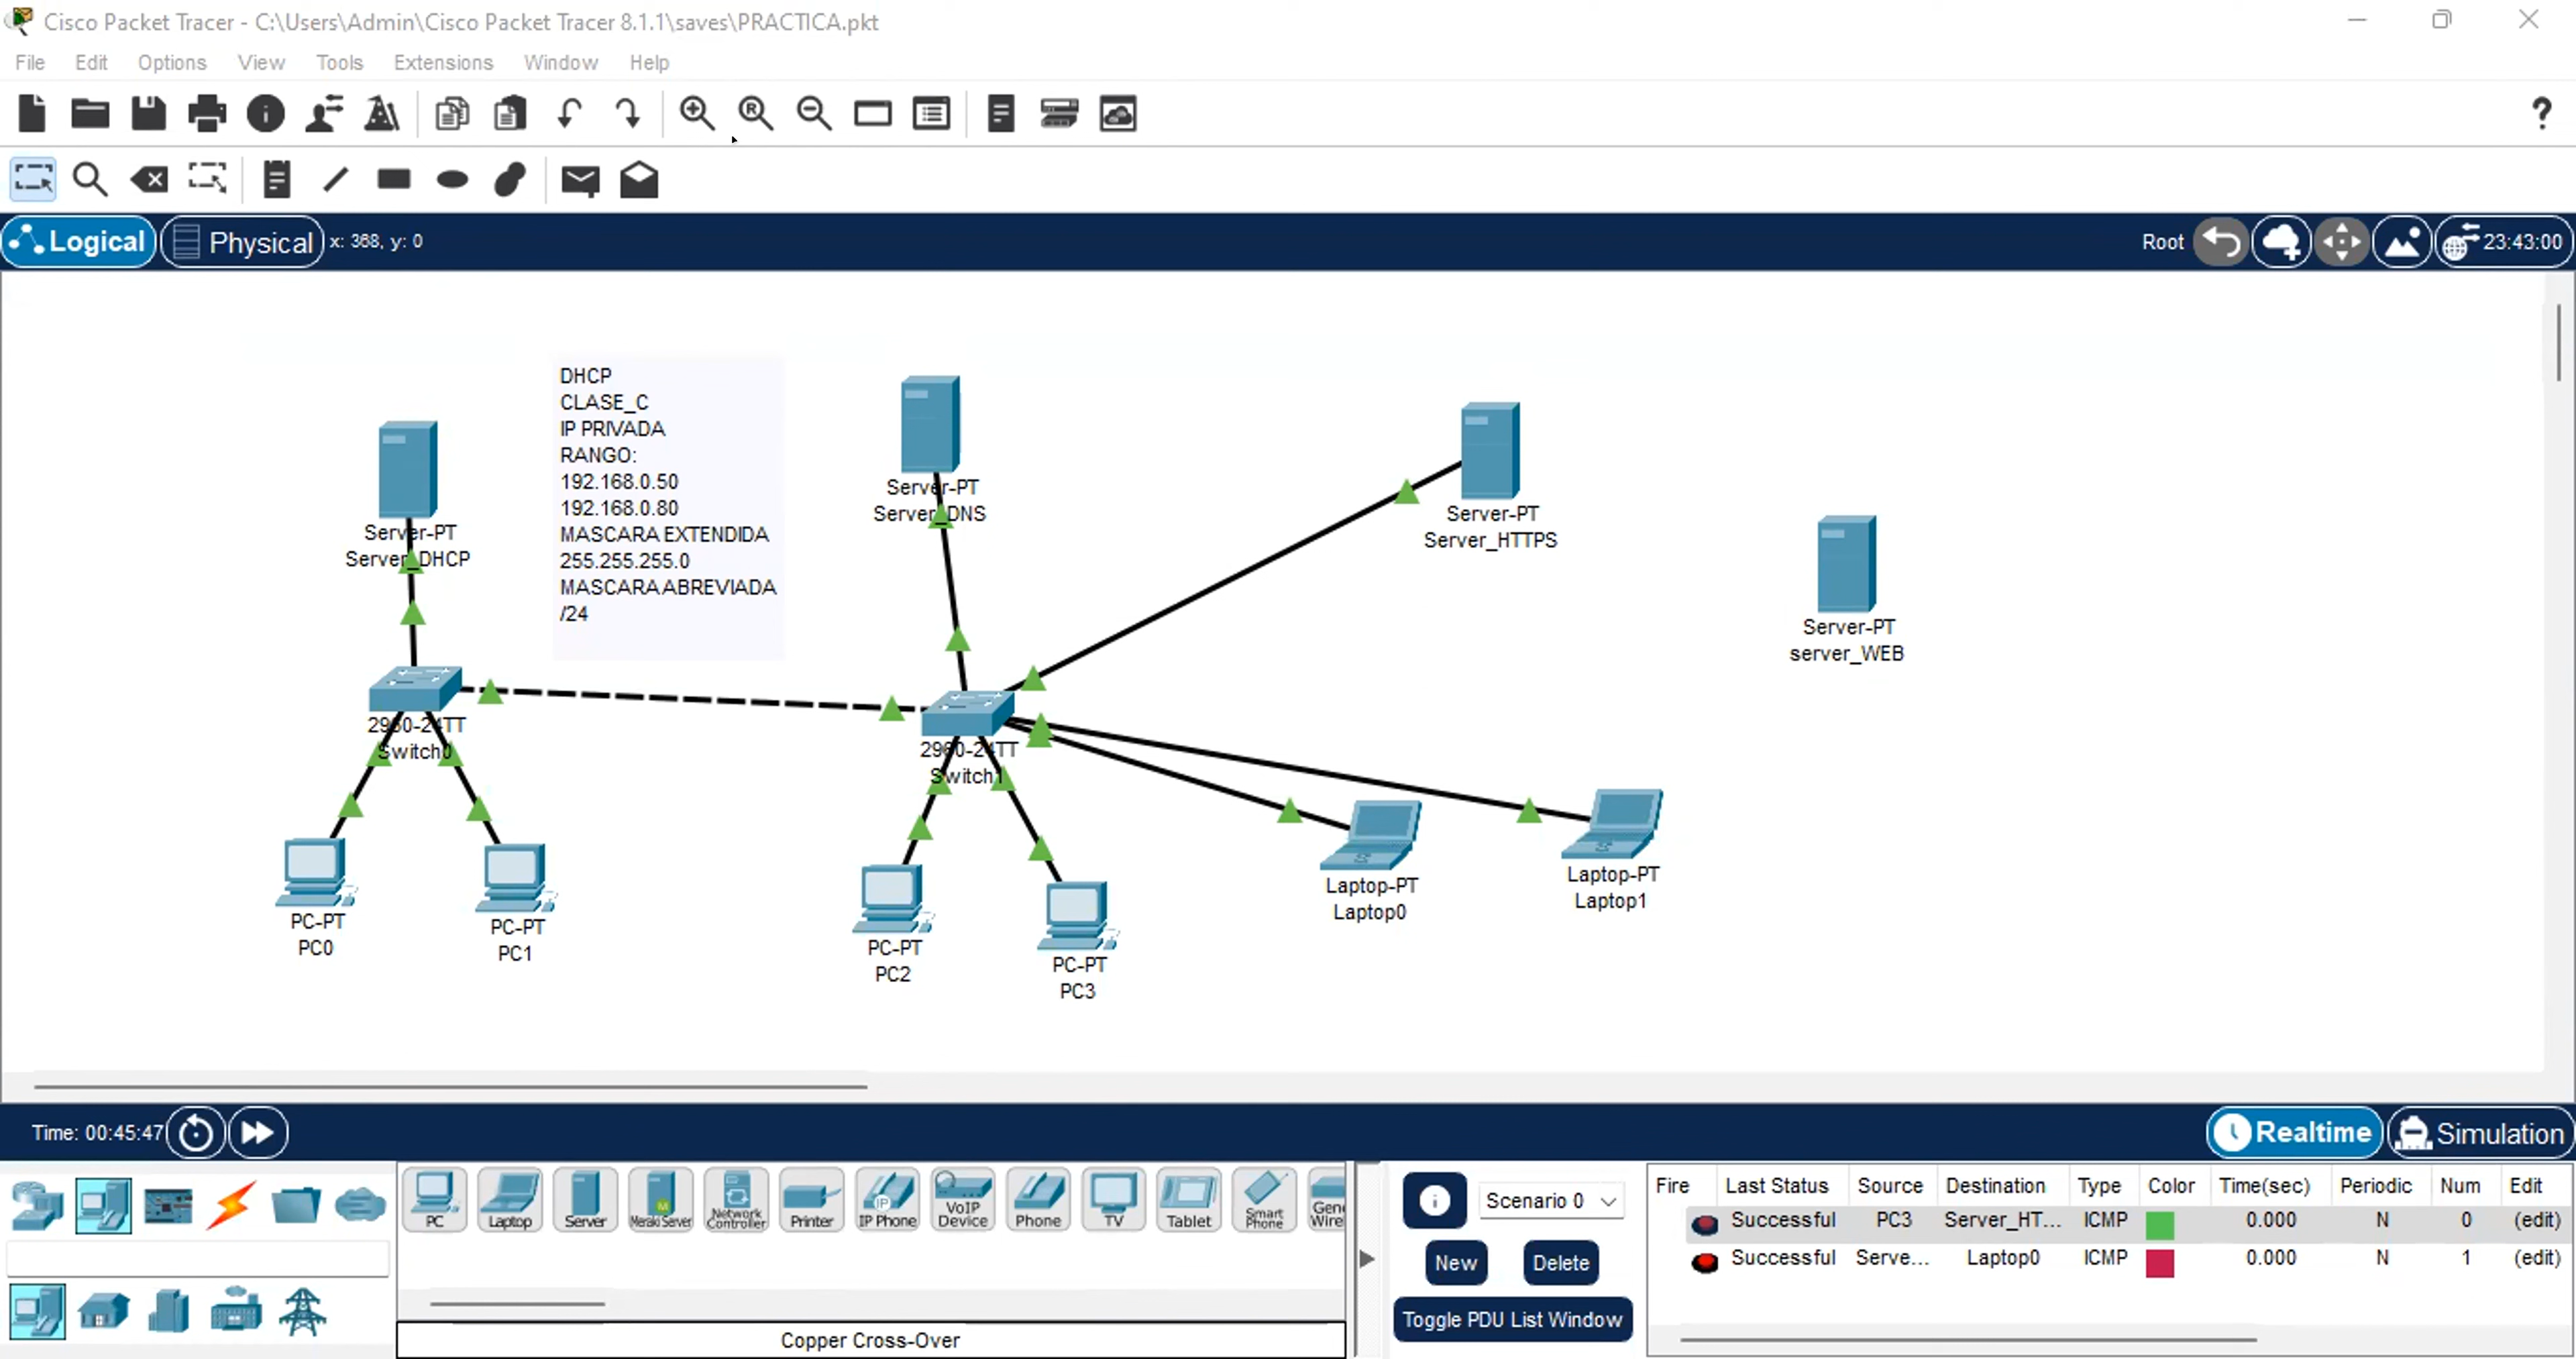 Cisco Packet Tracer - C:\Users\Admin\Cisco Packet Tracer 8.1.1\saves\PRACTICA.pkt
File Edit Options View Tools Extensions Window Help
Logical Physical x: 368, y: 0 Root 23:43:00
DHCP
CLASE_C
IP PRIVADA
RANGO:
192.168.0.50
192.168.0.80
MASCARA EXTENDIDA
255.255.255.0
MASCARA ABREVIADA
/24
Server-PT
Server_DHCP
Server-PT
Server_DNS
Server-PT
Server_HTTPS
Server-PT
server_WEB
2960-24TT
Switch0
2960-24TT
Switch1
PC-PT
PC0
PC-PT
PC1
PC-PT
PC2
PC-PT
PC3
Laptop-PT
Laptop0
Laptop-PT
Laptop1
Time: 00:45:47 Realtime Simulation
PC Laptop Server Meraki Server Network Controller Printer IP Phone VoIP Device Phone TV Tablet Smart Phone Gene Wire
Copper Cross-Over
Scenario 0
New Delete
Toggle PDU List Window
Fire Last Status Source Destination Type Color Time(sec) Periodic Num Edit
Successful PC3 Server_HT... ICMP 0.000 N 0 (edit)
Successful Serve... Laptop0 ICMP 0.000 N 1 (edit)